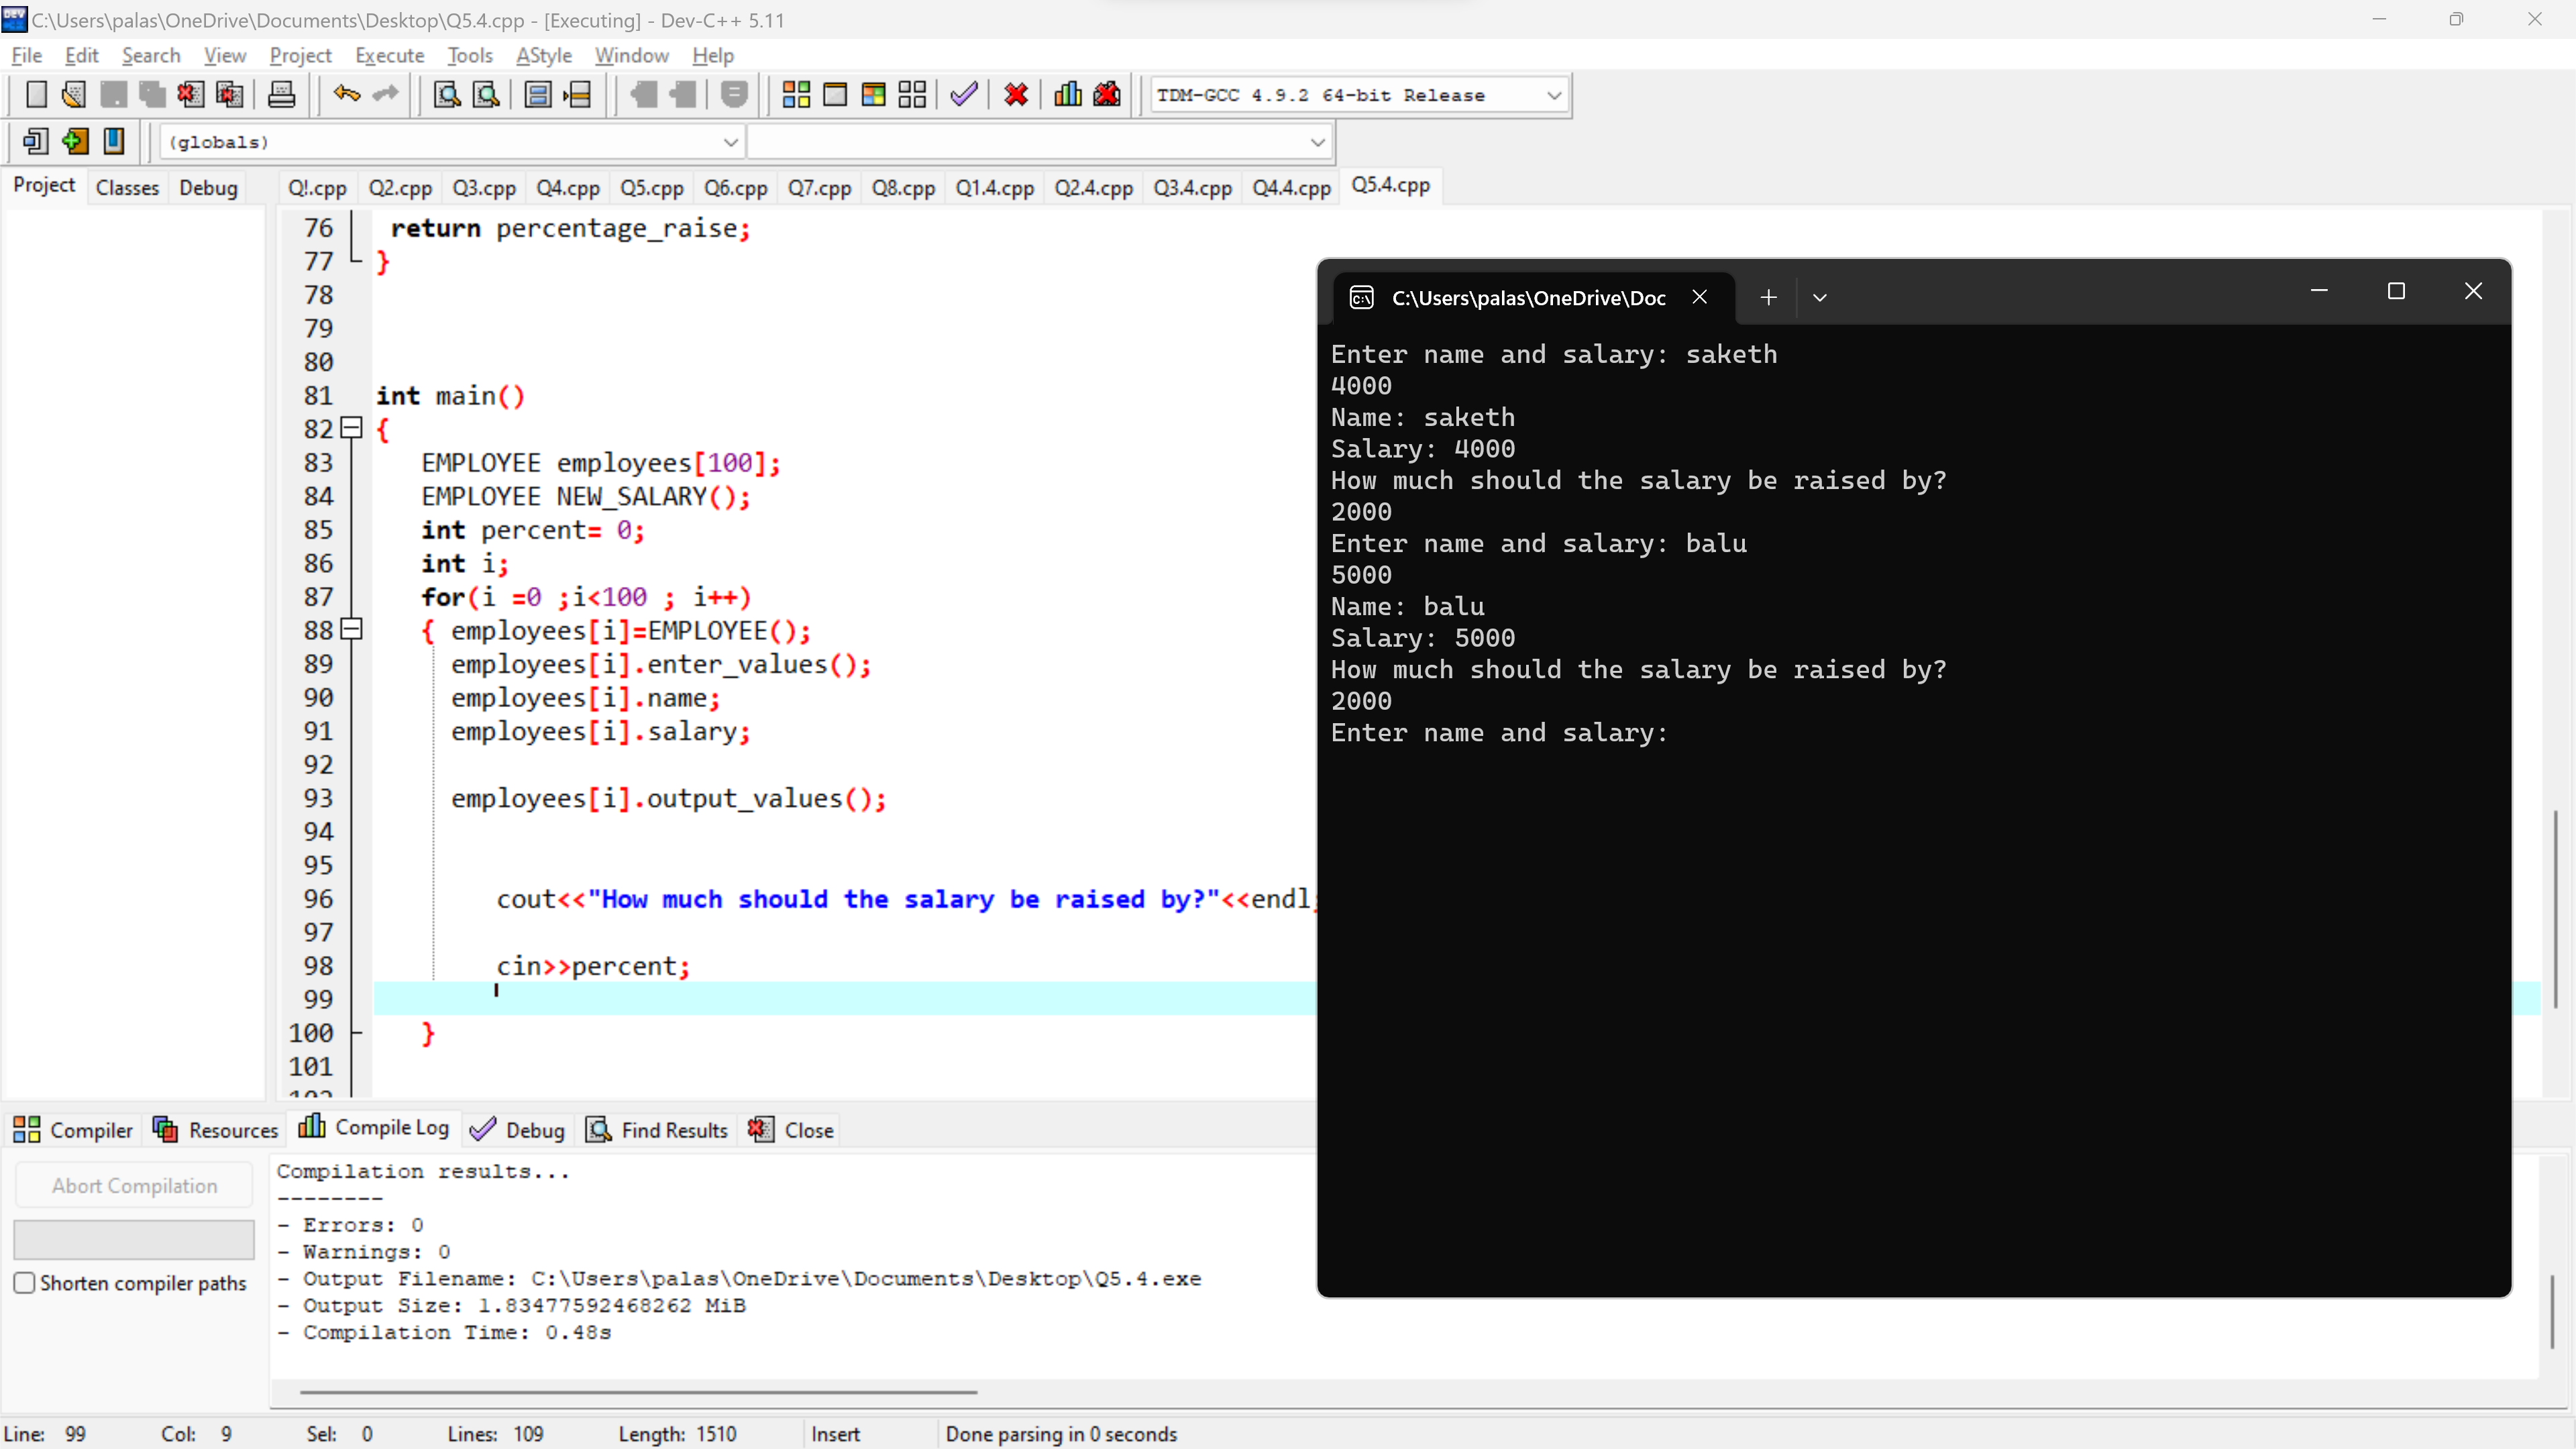 C:\Users\palas\OneDrive\Documents\Desktop\Q5.4.cpp - [Executing] - Dev-C++ 5.11
File Edit Search View Project Execute Tools AStyle Window Help
TDM-GCC 4.9.2 64-bit Release
(globals)
Project Classes Debug
Q!.cpp Q2.cpp Q3.cpp Q4.cpp Q5.cpp Q6.cpp Q7.cpp Q8.cpp Q1.4.cpp Q2.4.cpp Q3.4.cpp Q4.4.cpp Q5.4.cpp
76 return percentage_raise;
77 }
78
79
80
81 int main()
82 {
83 EMPLOYEE employees[100];
84 EMPLOYEE NEW_SALARY();
85 int percent= 0;
86 int i;
87 for(i =0 ;i<100 ; i++)
88 { employees[i]=EMPLOYEE();
89 employees[i].enter_values();
90 employees[i].name;
91 employees[i].salary;
92
93 employees[i].output_values();
94
95
96 cout<<"How much should the salary be raised by?"<<endl;
97
98 cin>>percent;
99
100 }
101
C:\Users\palas\OneDrive\Doc
Enter name and salary: saketh
4000
Name: saketh
Salary: 4000
How much should the salary be raised by?
2000
Enter name and salary: balu
5000
Name: balu
Salary: 5000
How much should the salary be raised by?
2000
Enter name and salary:
Compiler Resources Compile Log Debug Find Results Close
Abort Compilation
Shorten compiler paths
Compilation results...
--------
- Errors: 0
- Warnings: 0
- Output Filename: C:\Users\palas\OneDrive\Documents\Desktop\Q5.4.exe
- Output Size: 1.83477592468262 MiB
- Compilation Time: 0.48s
Line: 99 Col: 9 Sel: 0 Lines: 109 Length: 1510 Insert Done parsing in 0 seconds